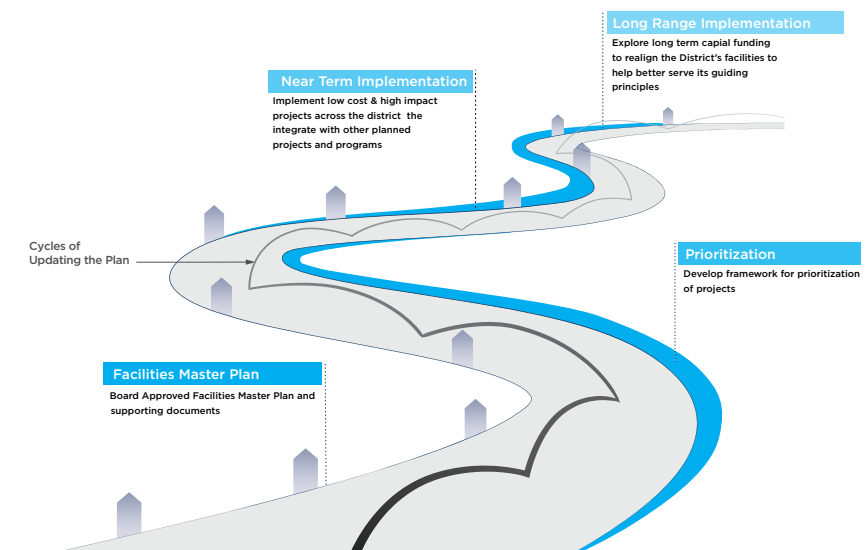 Long Range Implementation
Explore long term capial funding
to realign the District's facilities to
help better serve its guiding
principles
Near Term Implementation
Implement low cost & high impact
projects across the district  the
integrate with other planned
projects and programs
Cycles of
Updating the Plan
Prioritization
Develop framework for prioritization
of projects
Facilities Master Plan
Board Approved Facilities Master Plan and
supporting documents